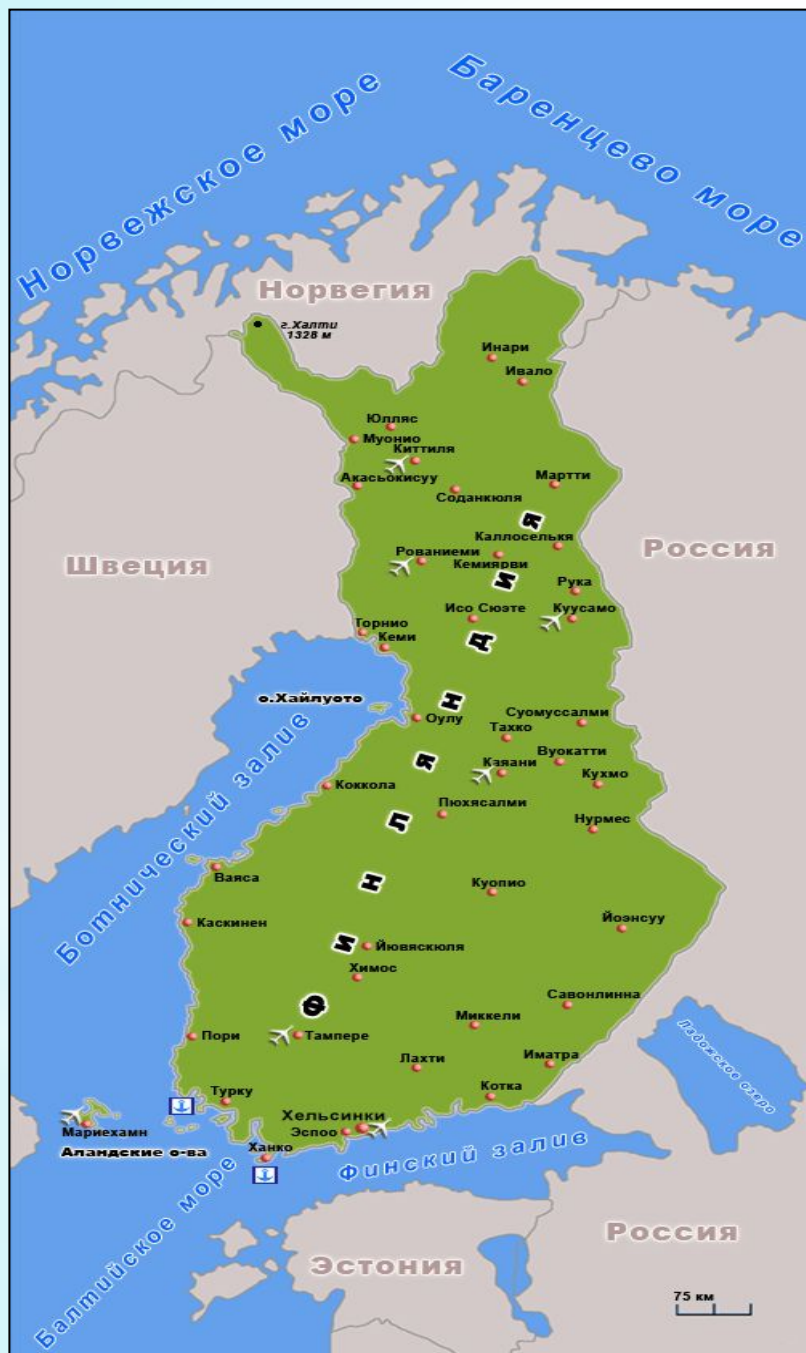 Баренцево море
Норвежское море
Норвегия
г.Халти
1328 м
Инари
Ивало
Юлляс
Муонио
Киттиля
Акасьокисуу
Мартти
Соданкюля
Каллоселькя
Россия
Рованиеми
Кемиярви
Швеция
Рука
Исо Сюэте
Куусамо
Торнио
Кеми
о.Хайлуото
Оулу
Суомуссалми
Тахко
Вуокатти
Каяани
Кухмо
Коккола
Пюхясалми
Нурмес
Ботнический залив
Финляндия
Вааса
Куопио
Каскинен
Йоэнсуу
Йювяскюля
Химос
Савонлинна
Миккели
Пори
Тампере
Иматра
Лахти
Ладожское озеро
Котка
Турку
Хельсинки
Эспоо
Мариехамн
Аландские о-ва
Ханко
Финский залив
Балтийское море
Россия
Эстония
75 км